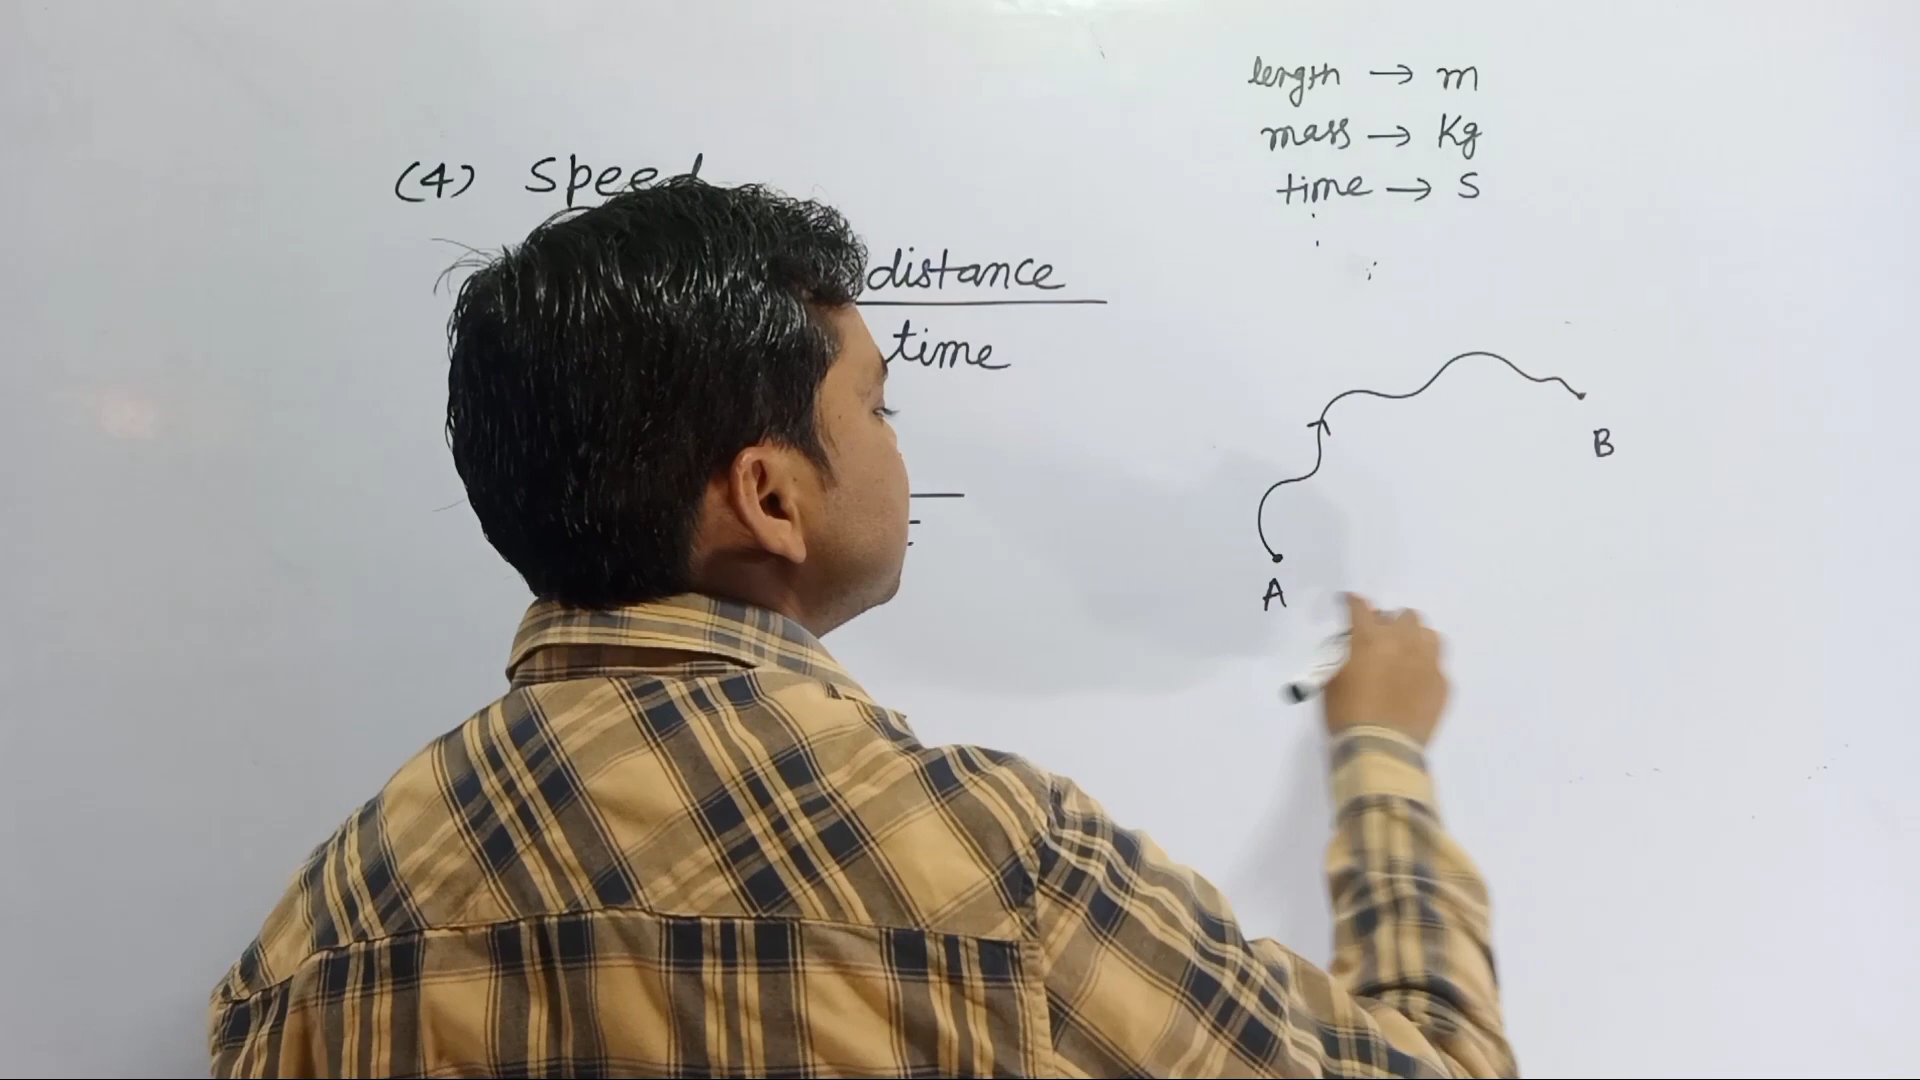 length → m
mass → Kg
time → S
(4) Speed
distance
time
B
A